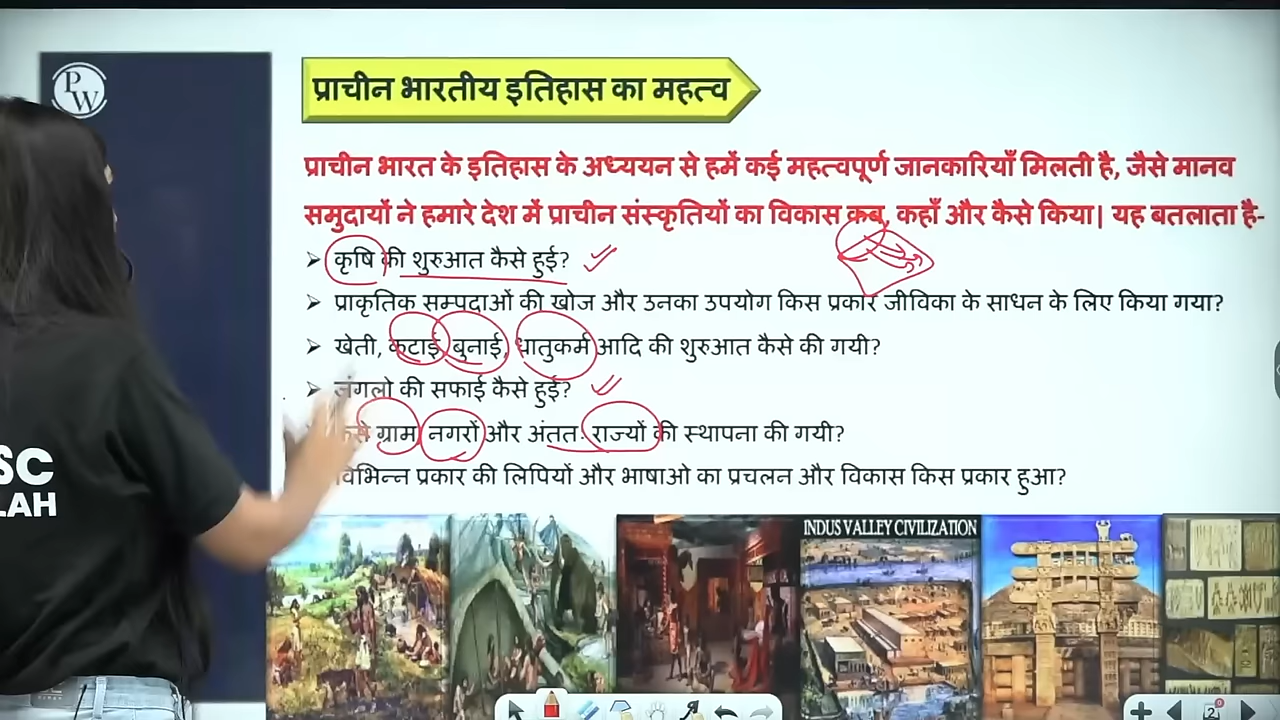 PW
प्राचीन भारतीय इतिहास का महत्व
प्राचीन भारत के इतिहास के अध्ययन से हमें कई महत्वपूर्ण जानकारियाँ मिलती है, जैसे मानव
समुदायों ने हमारे देश में प्राचीन संस्कृतियों का विकास कब, कहाँ और कैसे किया| यह बतलाता है-
➢ कृषि की शुरुआत कैसे हुई?
➢ प्राकृतिक सम्पदाओं की खोज और उनका उपयोग किस प्रकार जीविका के साधन के लिए किया गया?
➢ खेती, कटाई बुनाई, धातुकर्म आदि की शुरुआत कैसे की गयी?
➢ जंगलो की सफाई कैसे हुई?
ग्राम, नगरों और अंततः राज्यों की स्थापना की गयी?
विभिन्न प्रकार की लिपियों और भाषाओ का प्रचलन और विकास किस प्रकार हुआ?
INDUS VALLEY CIVILIZATION
SC
LAH
2